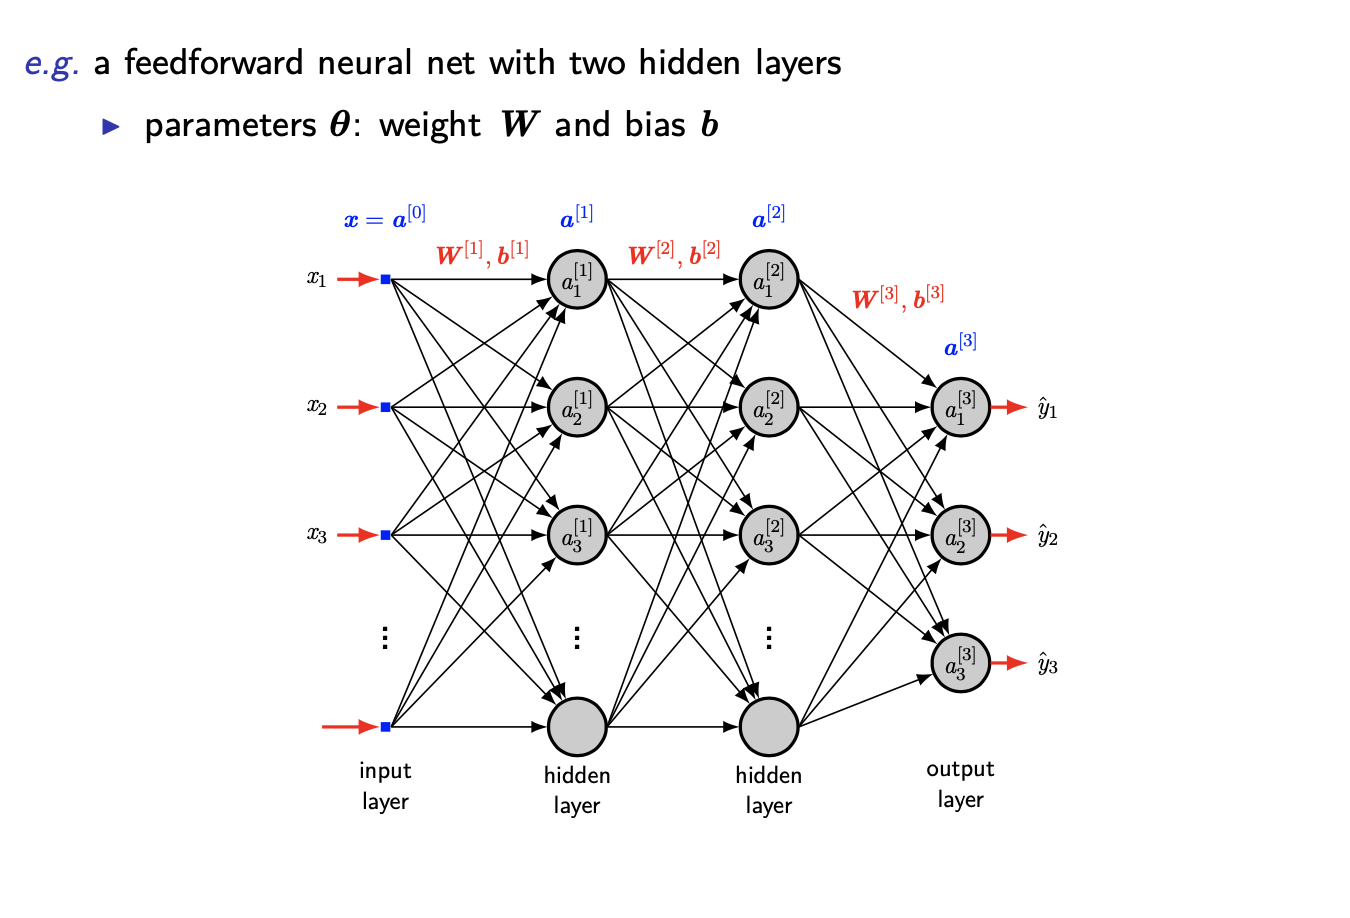 e.g. a feedforward neural net with two hidden layers
▶ parameters θ: weight W and bias b
x = a^[0]
a^[1]
a^[2]
W^[1], b^[1]
W^[2], b^[2]
W^[3], b^[3]
a^[3]
x₁
a₁^[1]
a₁^[2]
x₂
a₂^[1]
a₂^[2]
a₁^[3]
ŷ₁
x₃
a₃^[1]
a₃^[2]
a₂^[3]
ŷ₂
⋮
⋮
⋮
a₃^[3]
ŷ₃
input
layer
hidden
layer
hidden
layer
output
layer